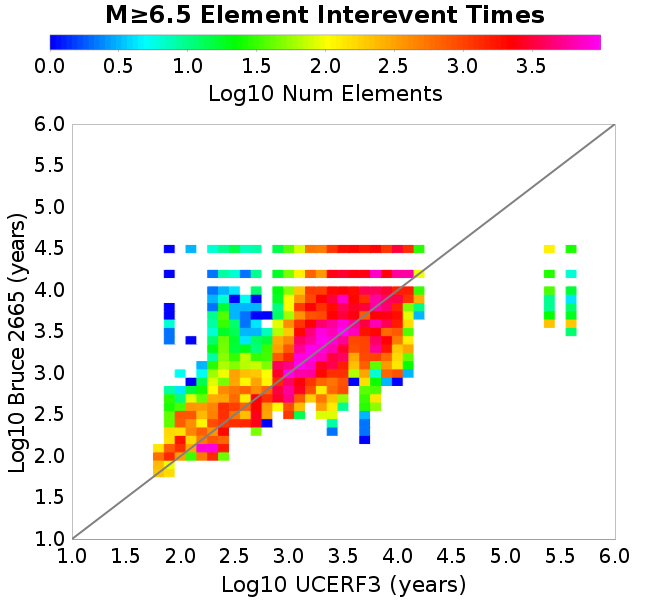 M≥6.5 Element Interevent Times
0.0 0.5 1.0 1.5 2.0 2.5 3.0 3.5
Log10 Num Elements
6.0
5.5
5.0
4.5
4.0
3.5
3.0
2.5
2.0
1.5
1.0
Log10 Bruce 2665 (years)
1.0 1.5 2.0 2.5 3.0 3.5 4.0 4.5 5.0 5.5 6.0
Log10 UCERF3 (years)